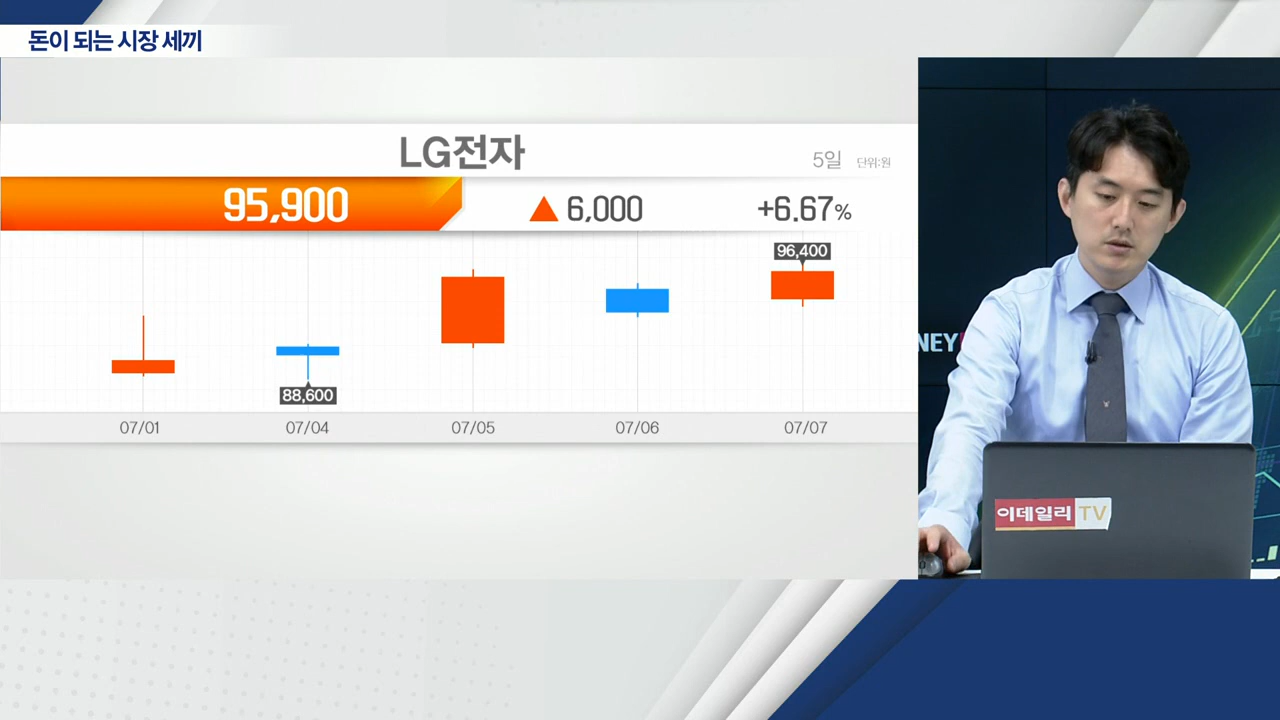 돈이 되는 시장 세끼
LG전자
5일 단위:원
95,900 ▲ 6,000 +6.67%
96,400
88,600
07/01 07/04 07/05 07/06 07/07
NEY
이데일리 TV